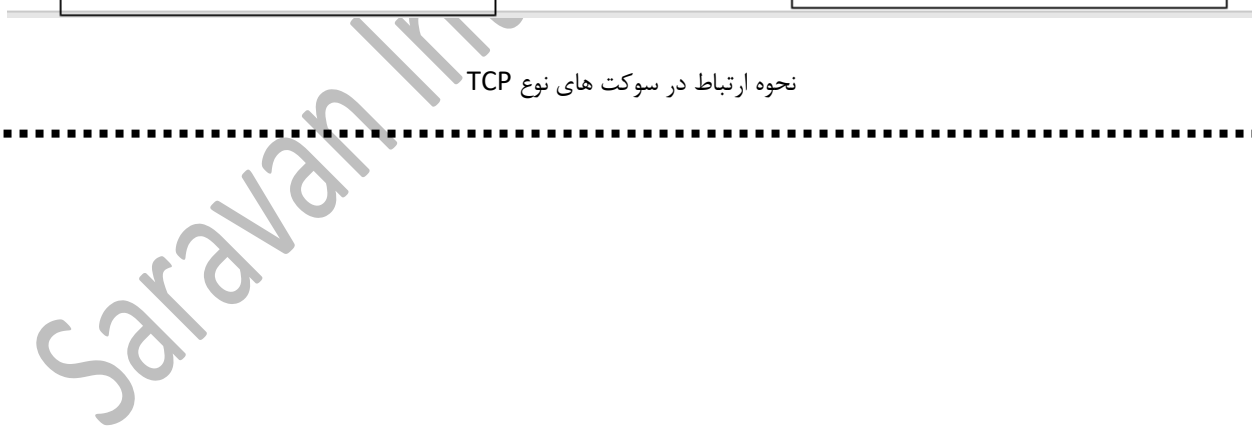 نحوه ارتباط در سوکت های نوع TCP
Saravan